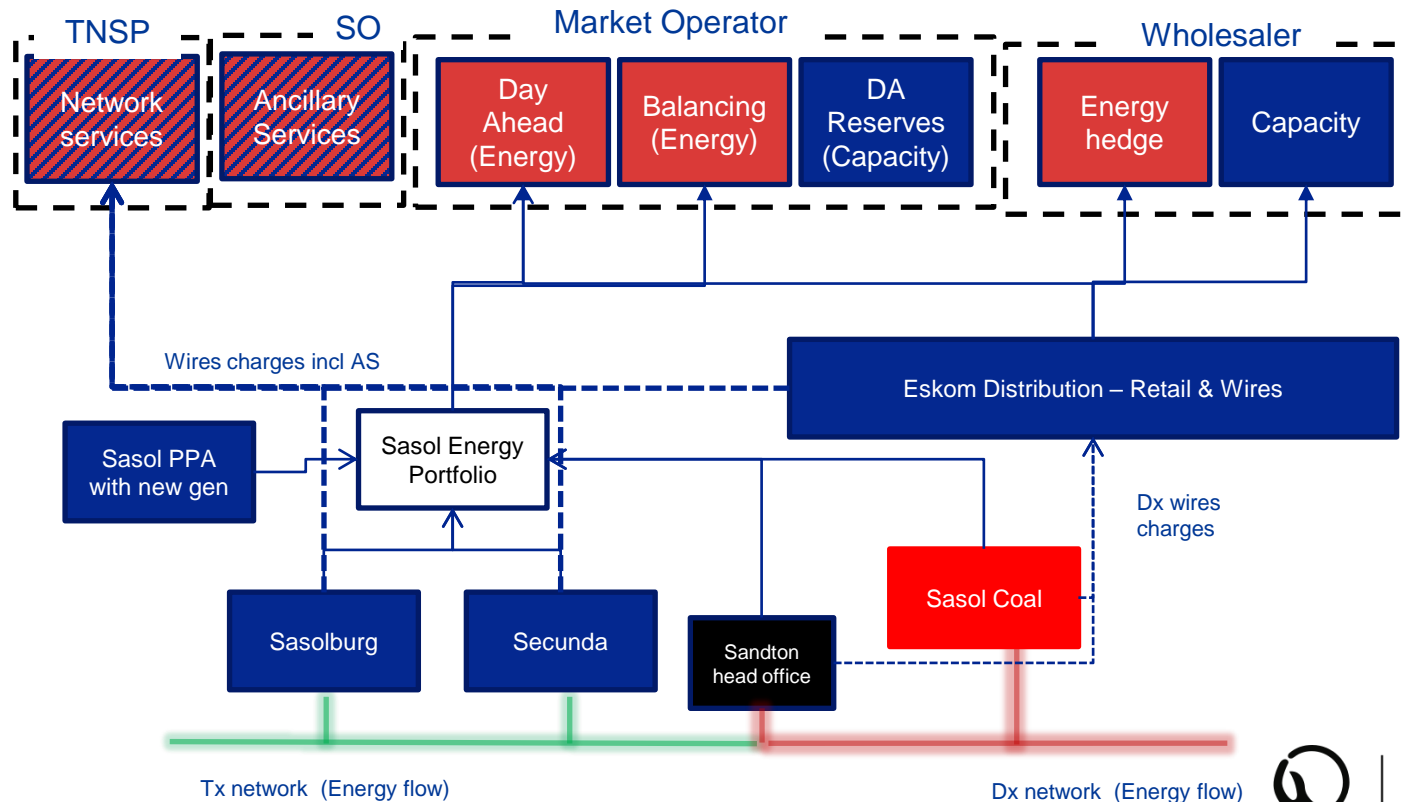 TNSP
SO
Market Operator
Wholesaler
Network
services
Ancillary
Services
Day
Ahead
(Energy)
Balancing
(Energy)
DA
Reserves
(Capacity)
Energy
hedge
Capacity
Wires charges incl AS
Eskom Distribution – Retail & Wires
Sasol PPA
with new gen
Sasol Energy
Portfolio
Dx wires
charges
Sasolburg
Secunda
Sandton
head office
Sasol Coal
Tx network (Energy flow)
Dx network (Energy flow)